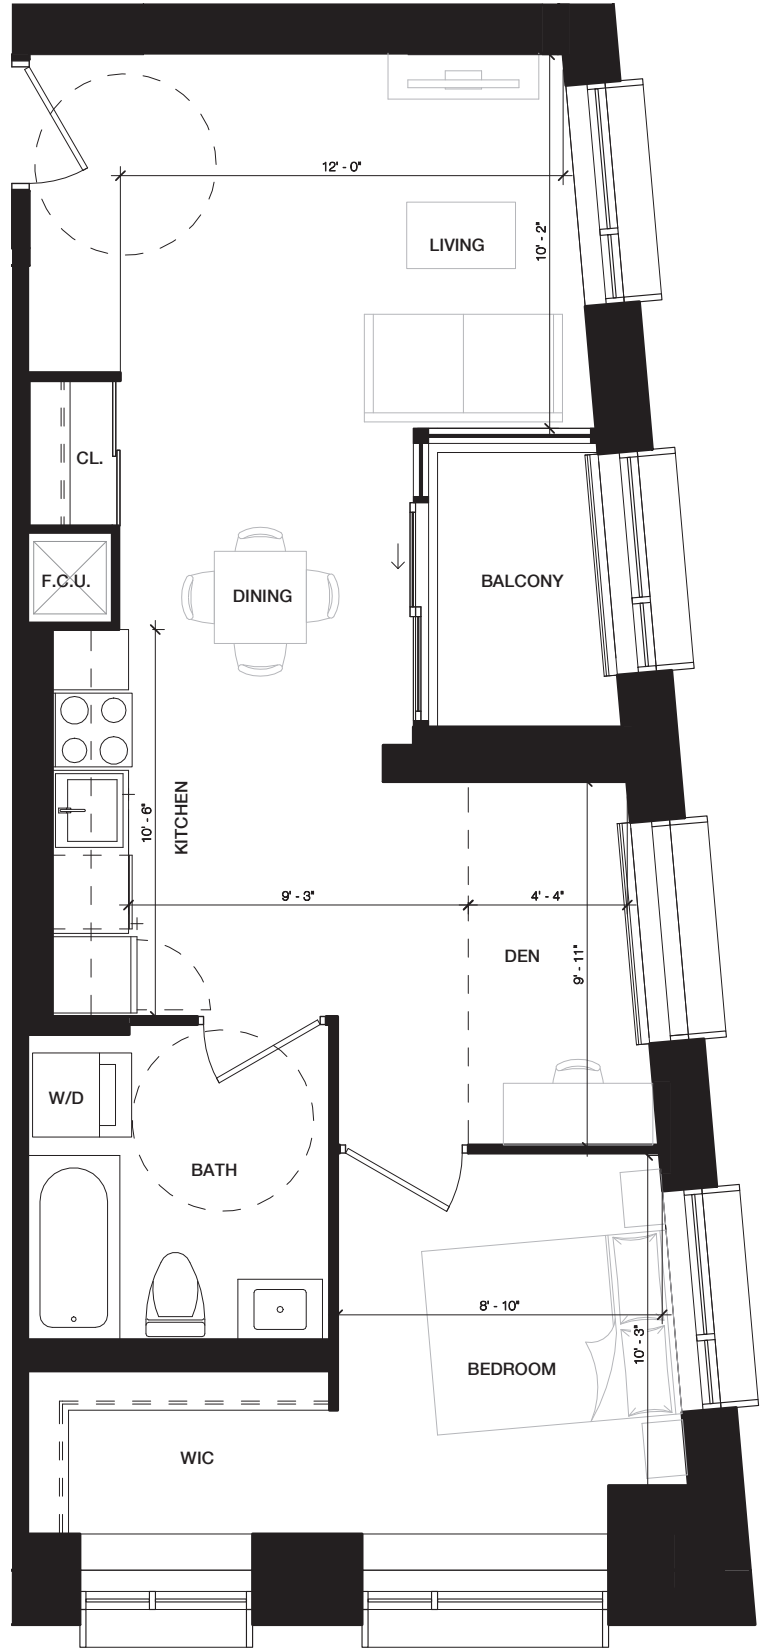 12' - 0"
LIVING
10' - 2"
CL.
F.C.U.
DINING
BALCONY
KITCHEN
10' - 6"
9' - 3"
4' - 4"
DEN
9' - 11"
W/D
BATH
8' - 10"
10' - 3"
BEDROOM
WIC